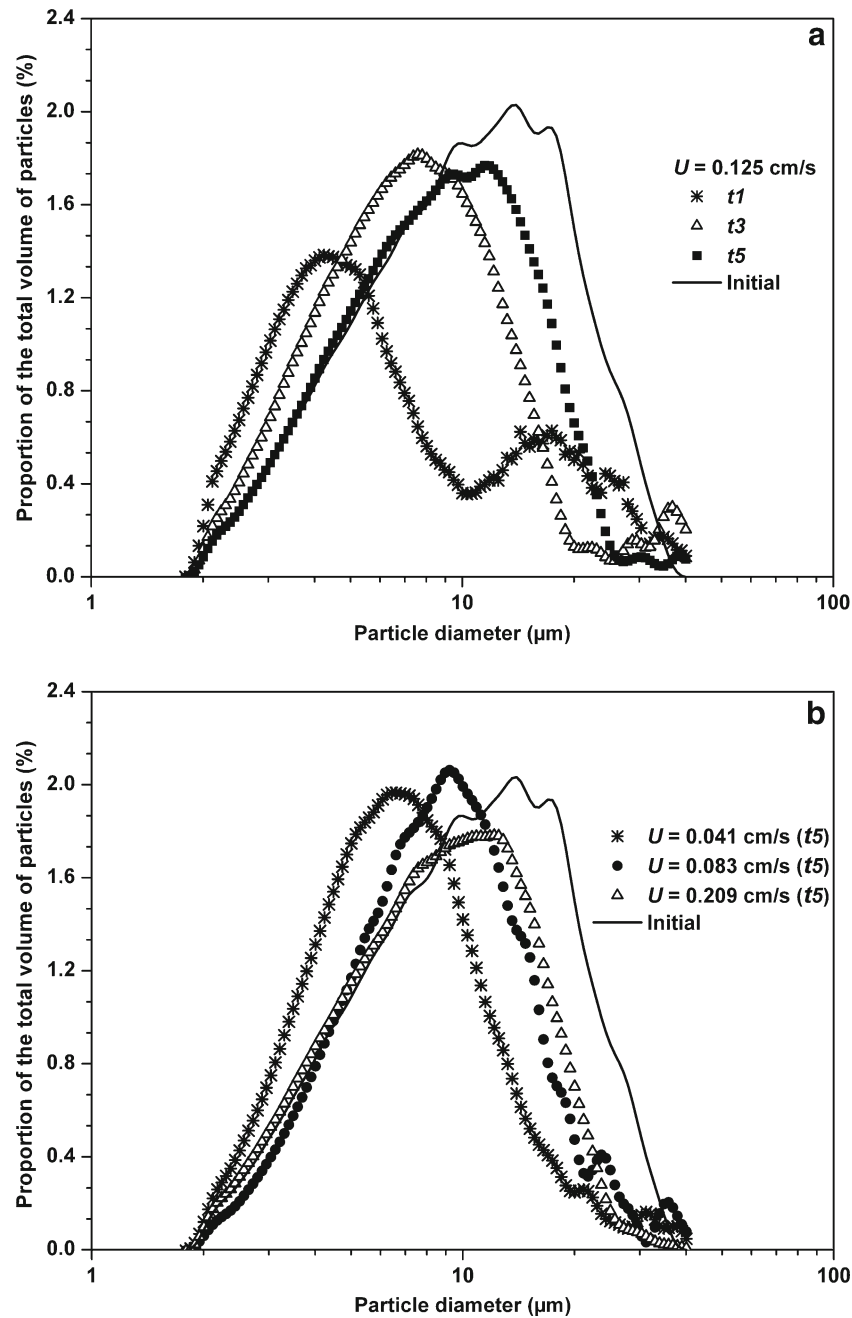 a
2.4
2.0
1.6
1.2
0.8
0.4
0.0
Proportion of the total volume of particles (%)
U = 0.125 cm/s
t1
t3
t5
Initial
1
10
100
Particle diameter (µm)
b
2.4
2.0
1.6
1.2
0.8
0.4
0.0
Proportion of the total volume of particles (%)
U = 0.041 cm/s (t5)
U = 0.083 cm/s (t5)
U = 0.209 cm/s (t5)
Initial
1
10
100
Particle diameter (µm)